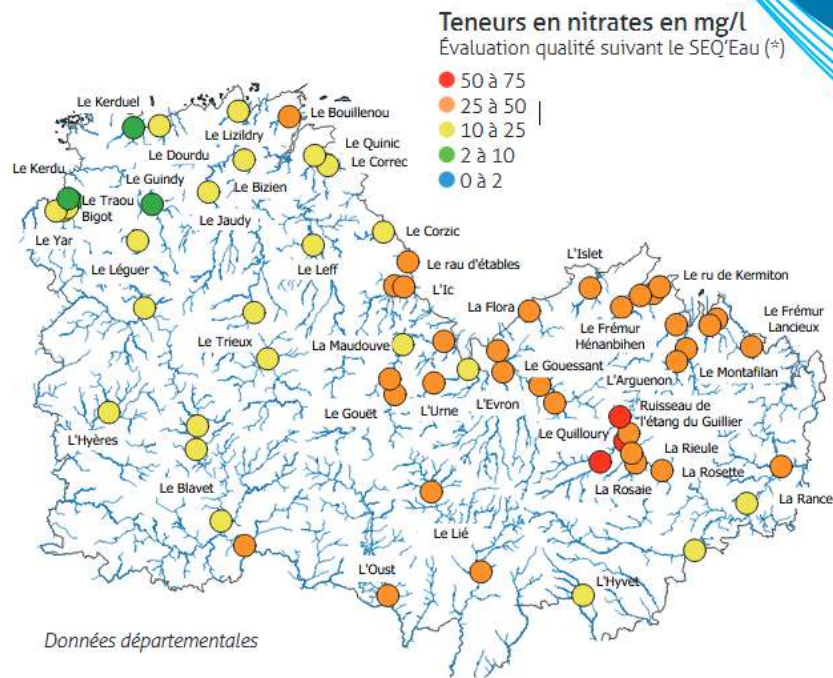 Teneurs en nitrates en mg/l
Évaluation qualité suivant le SEQ'Eau (*)
50 à 75
25 à 50
10 à 25
2 à 10
0 à 2
Le Kerduel
Le Lizildry
Le Bouillenou
Le Dourdu
Le Quinic
Le Correc
Le Kerdu
Le Guindy
Le Bizien
Le Traou
Bigot
Le Jaudy
Le Yar
Le Corzic
Le Léguer
Le Leff
Le rau d'étables
L'Islet
Le ru de Kermiton
L'Ic
La Flora
Le Frémur
Hénanbihen
Le Frémur
Lancieux
Le Trieux
La Maudouve
Le Gouessant
L'Arguenon
Le Montafilan
Le Gouët
L'Urne
L'Evron
Ruisseau de
l'étang du Guillier
L'Hyères
Le Quilloury
La Rieule
La Rosette
La Rosaie
Le Blavet
La Rance
Le Lié
L'Oust
L'Hyvet
Données départementales